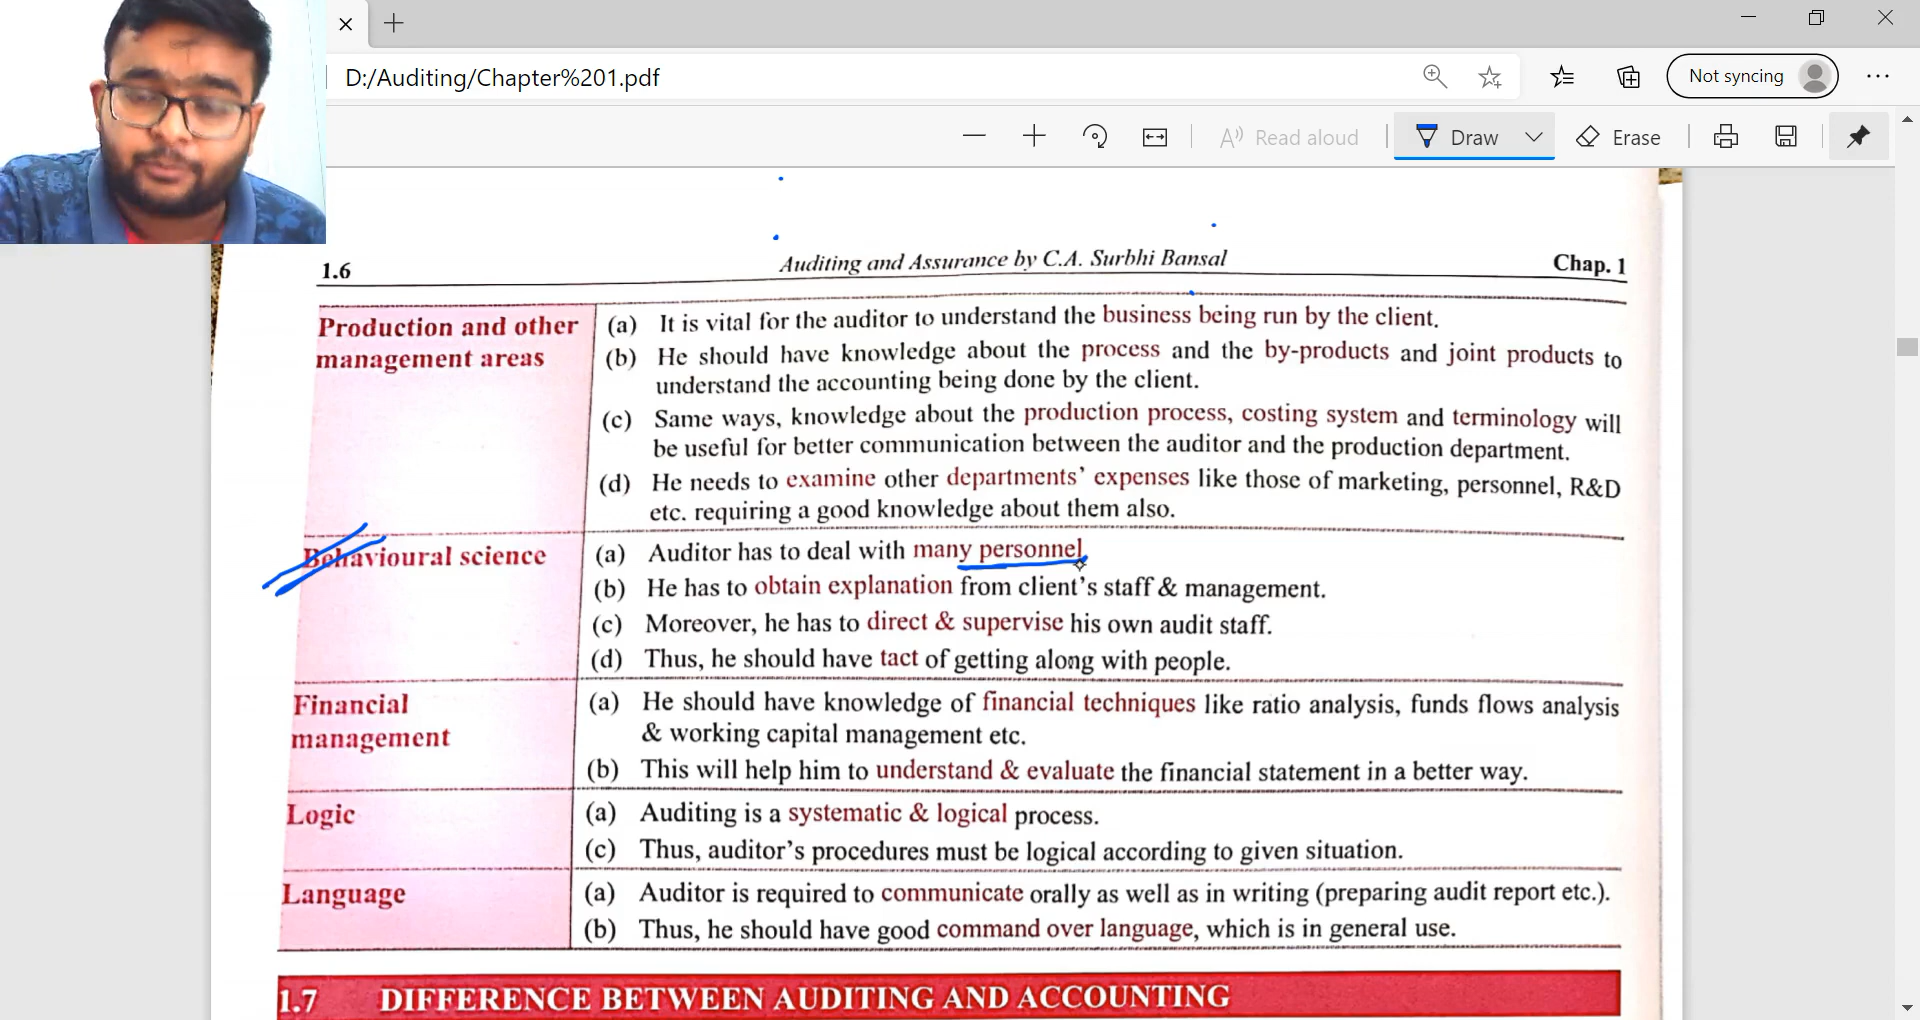 D:/Auditing/Chapter%201.pdf
Not syncing
Read aloud
Draw
Erase
1.6
Auditing and Assurance by C.A. Surbhi Bansal
Chap. 1
Production and other
management areas
(a) It is vital for the auditor to understand the business being run by the client.
(b) He should have knowledge about the process and the by-products and joint products to
understand the accounting being done by the client.
(c) Same ways, knowledge about the production process, costing system and terminology will
be useful for better communication between the auditor and the production department.
(d) He needs to examine other departments' expenses like those of marketing, personnel, R&D
etc. requiring a good knowledge about them also.
Behavioural science
(a) Auditor has to deal with many personnel.
(b) He has to obtain explanation from client's staff & management.
(c) Moreover, he has to direct & supervise his own audit staff.
(d) Thus, he should have tact of getting along with people.
Financial
management
(a) He should have knowledge of financial techniques like ratio analysis, funds flows analysis
& working capital management etc.
(b) This will help him to understand & evaluate the financial statement in a better way.
Logic
(a) Auditing is a systematic & logical process.
(c) Thus, auditor's procedures must be logical according to given situation.
Language
(a) Auditor is required to communicate orally as well as in writing (preparing audit report etc.).
(b) Thus, he should have good command over language, which is in general use.
1.7 DIFFERENCE BETWEEN AUDITING AND ACCOUNTING